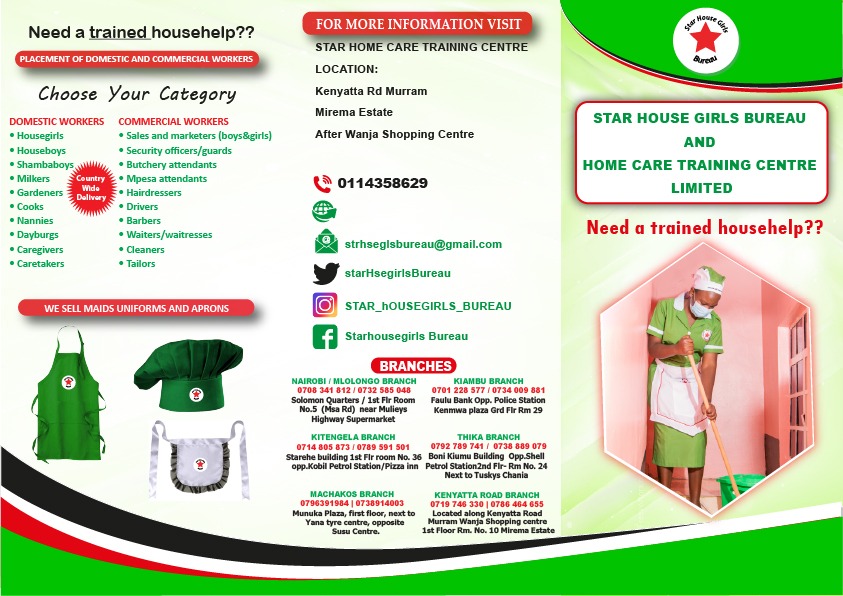 Need a trained househelp??
PLACEMENT OF DOMESTIC AND COMMERCIAL WORKERS
Choose Your Category
DOMESTIC WORKERS
• Housegirls
• Houseboys
• Shambaboys
• Milkers
• Gardeners
• Cooks
• Nannies
• Dayburgs
• Caregivers
• Caretakers
Country
Wide
Delivery
COMMERCIAL WORKERS
• Sales and marketers (boys&girls)
• Security officers/guards
• Butchery attendants
• Mpesa attendants
• Hairdressers
• Drivers
• Barbers
• Waiters/waitresses
• Cleaners
• Tailors
WE SELL MAIDS UNIFORMS AND APRONS
FOR MORE INFORMATION VISIT
STAR HOME CARE TRAINING CENTRE
LOCATION:
Kenyatta Rd Murram
Mirema Estate
After Wanja Shopping Centre
0114358629
strhseglsbureau@gmail.com
starHsegirlsBureau
STAR_hOUSEGIRLS_BUREAU
Starhousegirls Bureau
BRANCHES
NAIROBI / MLOLONGO BRANCH
0708 341 812 / 0732 585 048
Solomon Quarters / 1st Flr Room
No.5 (Msa Rd) near Mulieys
Highway Supermarket
KIAMBU BRANCH
0701 228 577 / 0734 009 881
Faulu Bank Opp. Police Station
Kenmwa plaza Grd Flr Rm 29
KITENGELA BRANCH
0714 805 873 / 0789 591 501
Starehe building 1st Flr room No. 36
opp.Kobil Petrol Station/Pizza inn
THIKA BRANCH
0792 789 741 / 0738 889 079
Boni Kiumu Building Opp.Shell
Petrol Station2nd Flr- Rm No. 24
Next to Tuskys Chania
MACHAKOS BRANCH
0796391984 | 0738914003
Munuka Plaza, first floor, next to
Yana tyre centre, opposite
Susu Centre.
KENYATTA ROAD BRANCH
0719 746 330 | 0786 464 655
Located along Kenyatta Road
Murram Wanja Shopping centre
1st Floor Rm. No. 10 Mirema Estate
Star House Girls
Bureau
STAR HOUSE GIRLS BUREAU
AND
HOME CARE TRAINING CENTRE
LIMITED
Need a trained househelp??